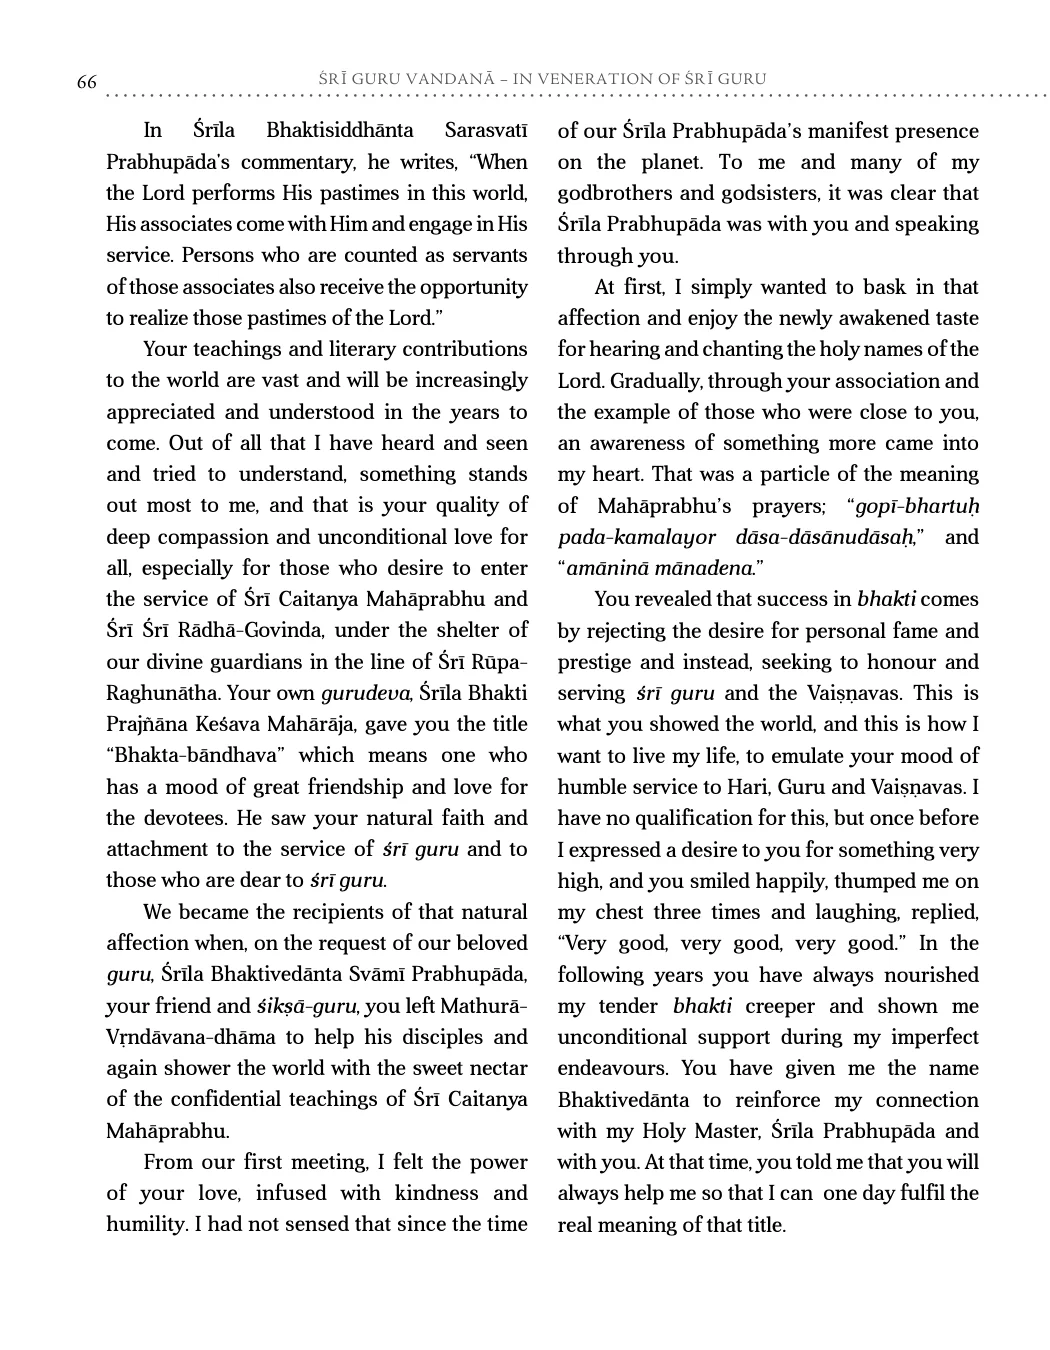 66
ŚRĪ GURU VANDANĀ – IN VENERATION OF ŚRĪ GURU
In Śrīla Bhaktisiddhānta Sarasvatī
Prabhupāda’s commentary, he writes, “When
the Lord performs His pastimes in this world,
His associates come with Him and engage in His
service. Persons who are counted as servants
of those associates also receive the opportunity
to realize those pastimes of the Lord.”
Your teachings and literary contributions
to the world are vast and will be increasingly
appreciated and understood in the years to
come. Out of all that I have heard and seen
and tried to understand, something stands
out most to me, and that is your quality of
deep compassion and unconditional love for
all, especially for those who desire to enter
the service of Śrī Caitanya Mahāprabhu and
Śrī Śrī Rādhā-Govinda, under the shelter of
our divine guardians in the line of Śrī Rūpa-
Raghunātha. Your own gurudeva, Śrīla Bhakti
Prajñāna Keśava Mahārāja, gave you the title
“Bhakta-bāndhava” which means one who
has a mood of great friendship and love for
the devotees. He saw your natural faith and
attachment to the service of śrī guru and to
those who are dear to śrī guru.
We became the recipients of that natural
affection when, on the request of our beloved
guru, Śrīla Bhaktivedānta Svāmī Prabhupāda,
your friend and śikṣā-guru, you left Mathurā-
Vṛndāvana-dhāma to help his disciples and
again shower the world with the sweet nectar
of the confidential teachings of Śrī Caitanya
Mahāprabhu.
From our first meeting, I felt the power
of your love, infused with kindness and
humility. I had not sensed that since the time
of our Śrīla Prabhupāda’s manifest presence
on the planet. To me and many of my
godbrothers and godsisters, it was clear that
Śrīla Prabhupāda was with you and speaking
through you.
At first, I simply wanted to bask in that
affection and enjoy the newly awakened taste
for hearing and chanting the holy names of the
Lord. Gradually, through your association and
the example of those who were close to you,
an awareness of something more came into
my heart. That was a particle of the meaning
of Mahāprabhu’s prayers; “gopī-bhartuḥ
pada-kamalayor dāsa-dāsānudāsaḥ,” and
“amāninā mānadena.”
You revealed that success in bhakti comes
by rejecting the desire for personal fame and
prestige and instead, seeking to honour and
serving śrī guru and the Vaiṣṇavas. This is
what you showed the world, and this is how I
want to live my life, to emulate your mood of
humble service to Hari, Guru and Vaiṣṇavas. I
have no qualification for this, but once before
I expressed a desire to you for something very
high, and you smiled happily, thumped me on
my chest three times and laughing, replied,
“Very good, very good, very good.” In the
following years you have always nourished
my tender bhakti creeper and shown me
unconditional support during my imperfect
endeavours. You have given me the name
Bhaktivedānta to reinforce my connection
with my Holy Master, Śrīla Prabhupāda and
with you. At that time, you told me that you will
always help me so that I can one day fulfil the
real meaning of that title.